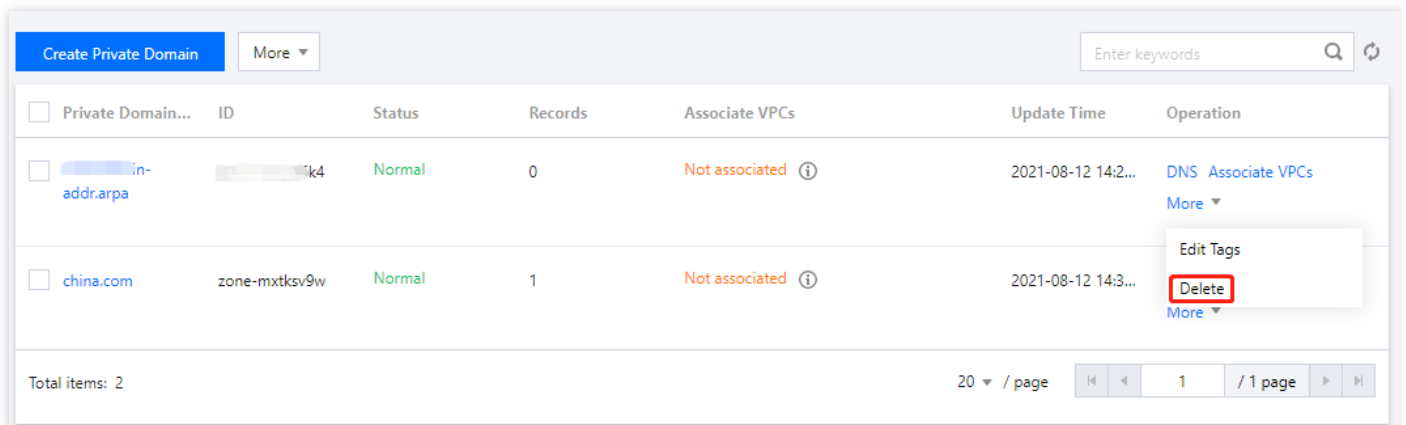 Create Private Domain More
Enter keywords
Private Domain... ID Status Records Associate VPCs Update Time Operation
in- k4 Normal 0 Not associated 2021-08-12 14:2... DNS Associate VPCs
addr.arpa
More
Edit Tags
china.com zone-mxtksv9w Normal 1 Not associated 2021-08-12 14:3...
Delete
More
Total items: 2 20 / page 1 / 1 page